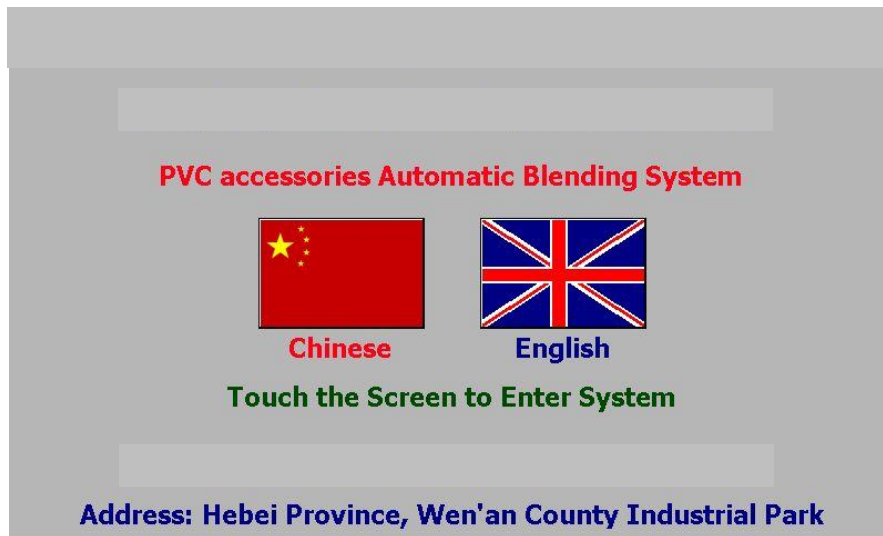 PVC accessories Automatic Blending System
Chinese English
Touch the Screen to Enter System
Address: Hebei Province, Wen'an County Industrial Park